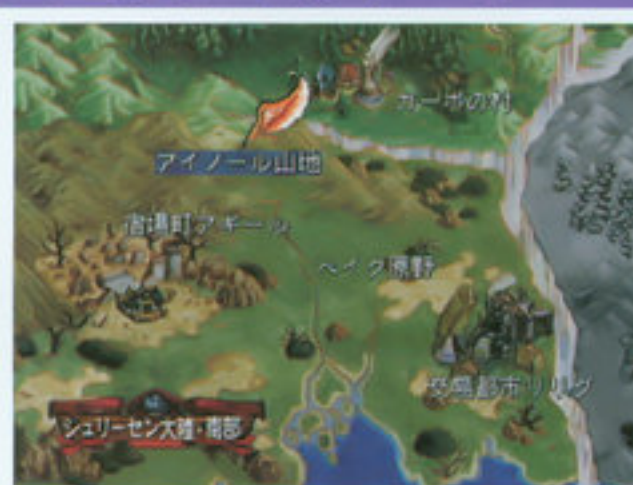 カーボの村
アイノール山地
宿場町アギール
ヘイク原野
交易都市リリグ
シュリーセン大陸・南部